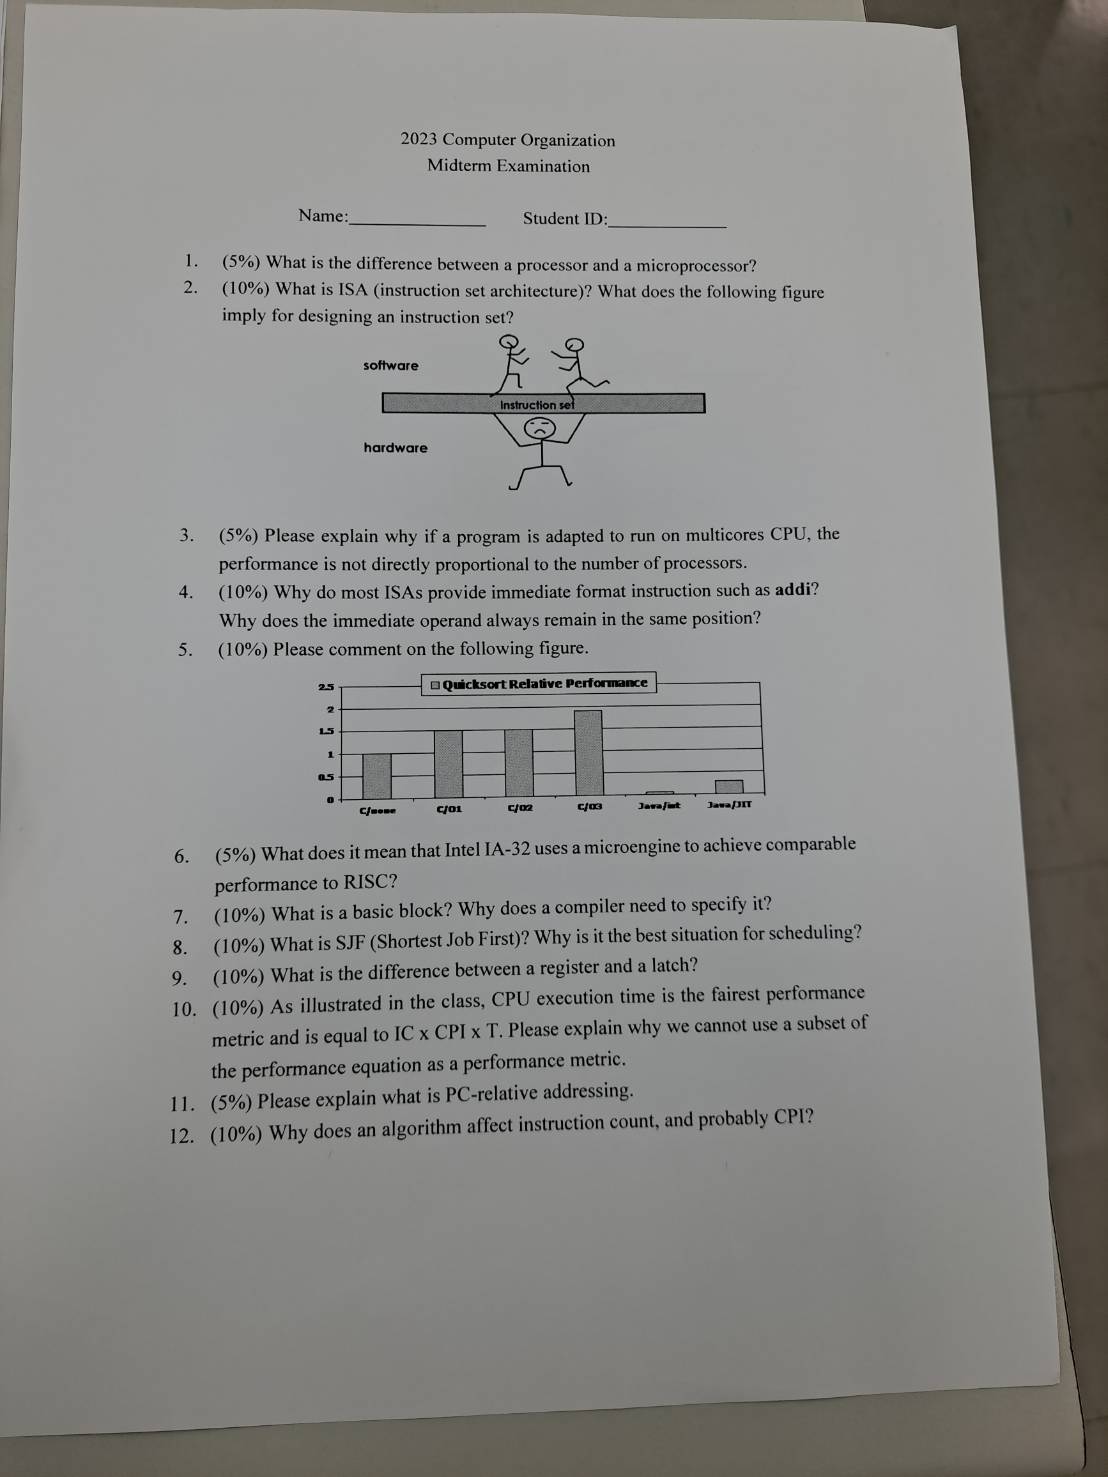 2023 Computer Organization
Midterm Examination
Name:______________ Student ID:____________
1. (5%) What is the difference between a processor and a microprocessor?
2. (10%) What is ISA (instruction set architecture)? What does the following figure
imply for designing an instruction set?
software
instruction set
hardware
3. (5%) Please explain why if a program is adapted to run on multicores CPU, the
performance is not directly proportional to the number of processors.
4. (10%) Why do most ISAs provide immediate format instruction such as addi?
Why does the immediate operand always remain in the same position?
5. (10%) Please comment on the following figure.
Quicksort Relative Performance
2.5
2
1.5
1
0.5
0
C/none C/O1 C/O2 C/O3 Java/int Java/JIT
6. (5%) What does it mean that Intel IA-32 uses a microengine to achieve comparable
performance to RISC?
7. (10%) What is a basic block? Why does a compiler need to specify it?
8. (10%) What is SJF (Shortest Job First)? Why is it the best situation for scheduling?
9. (10%) What is the difference between a register and a latch?
10. (10%) As illustrated in the class, CPU execution time is the fairest performance
metric and is equal to IC x CPI x T. Please explain why we cannot use a subset of
the performance equation as a performance metric.
11. (5%) Please explain what is PC-relative addressing.
12. (10%) Why does an algorithm affect instruction count, and probably CPI?